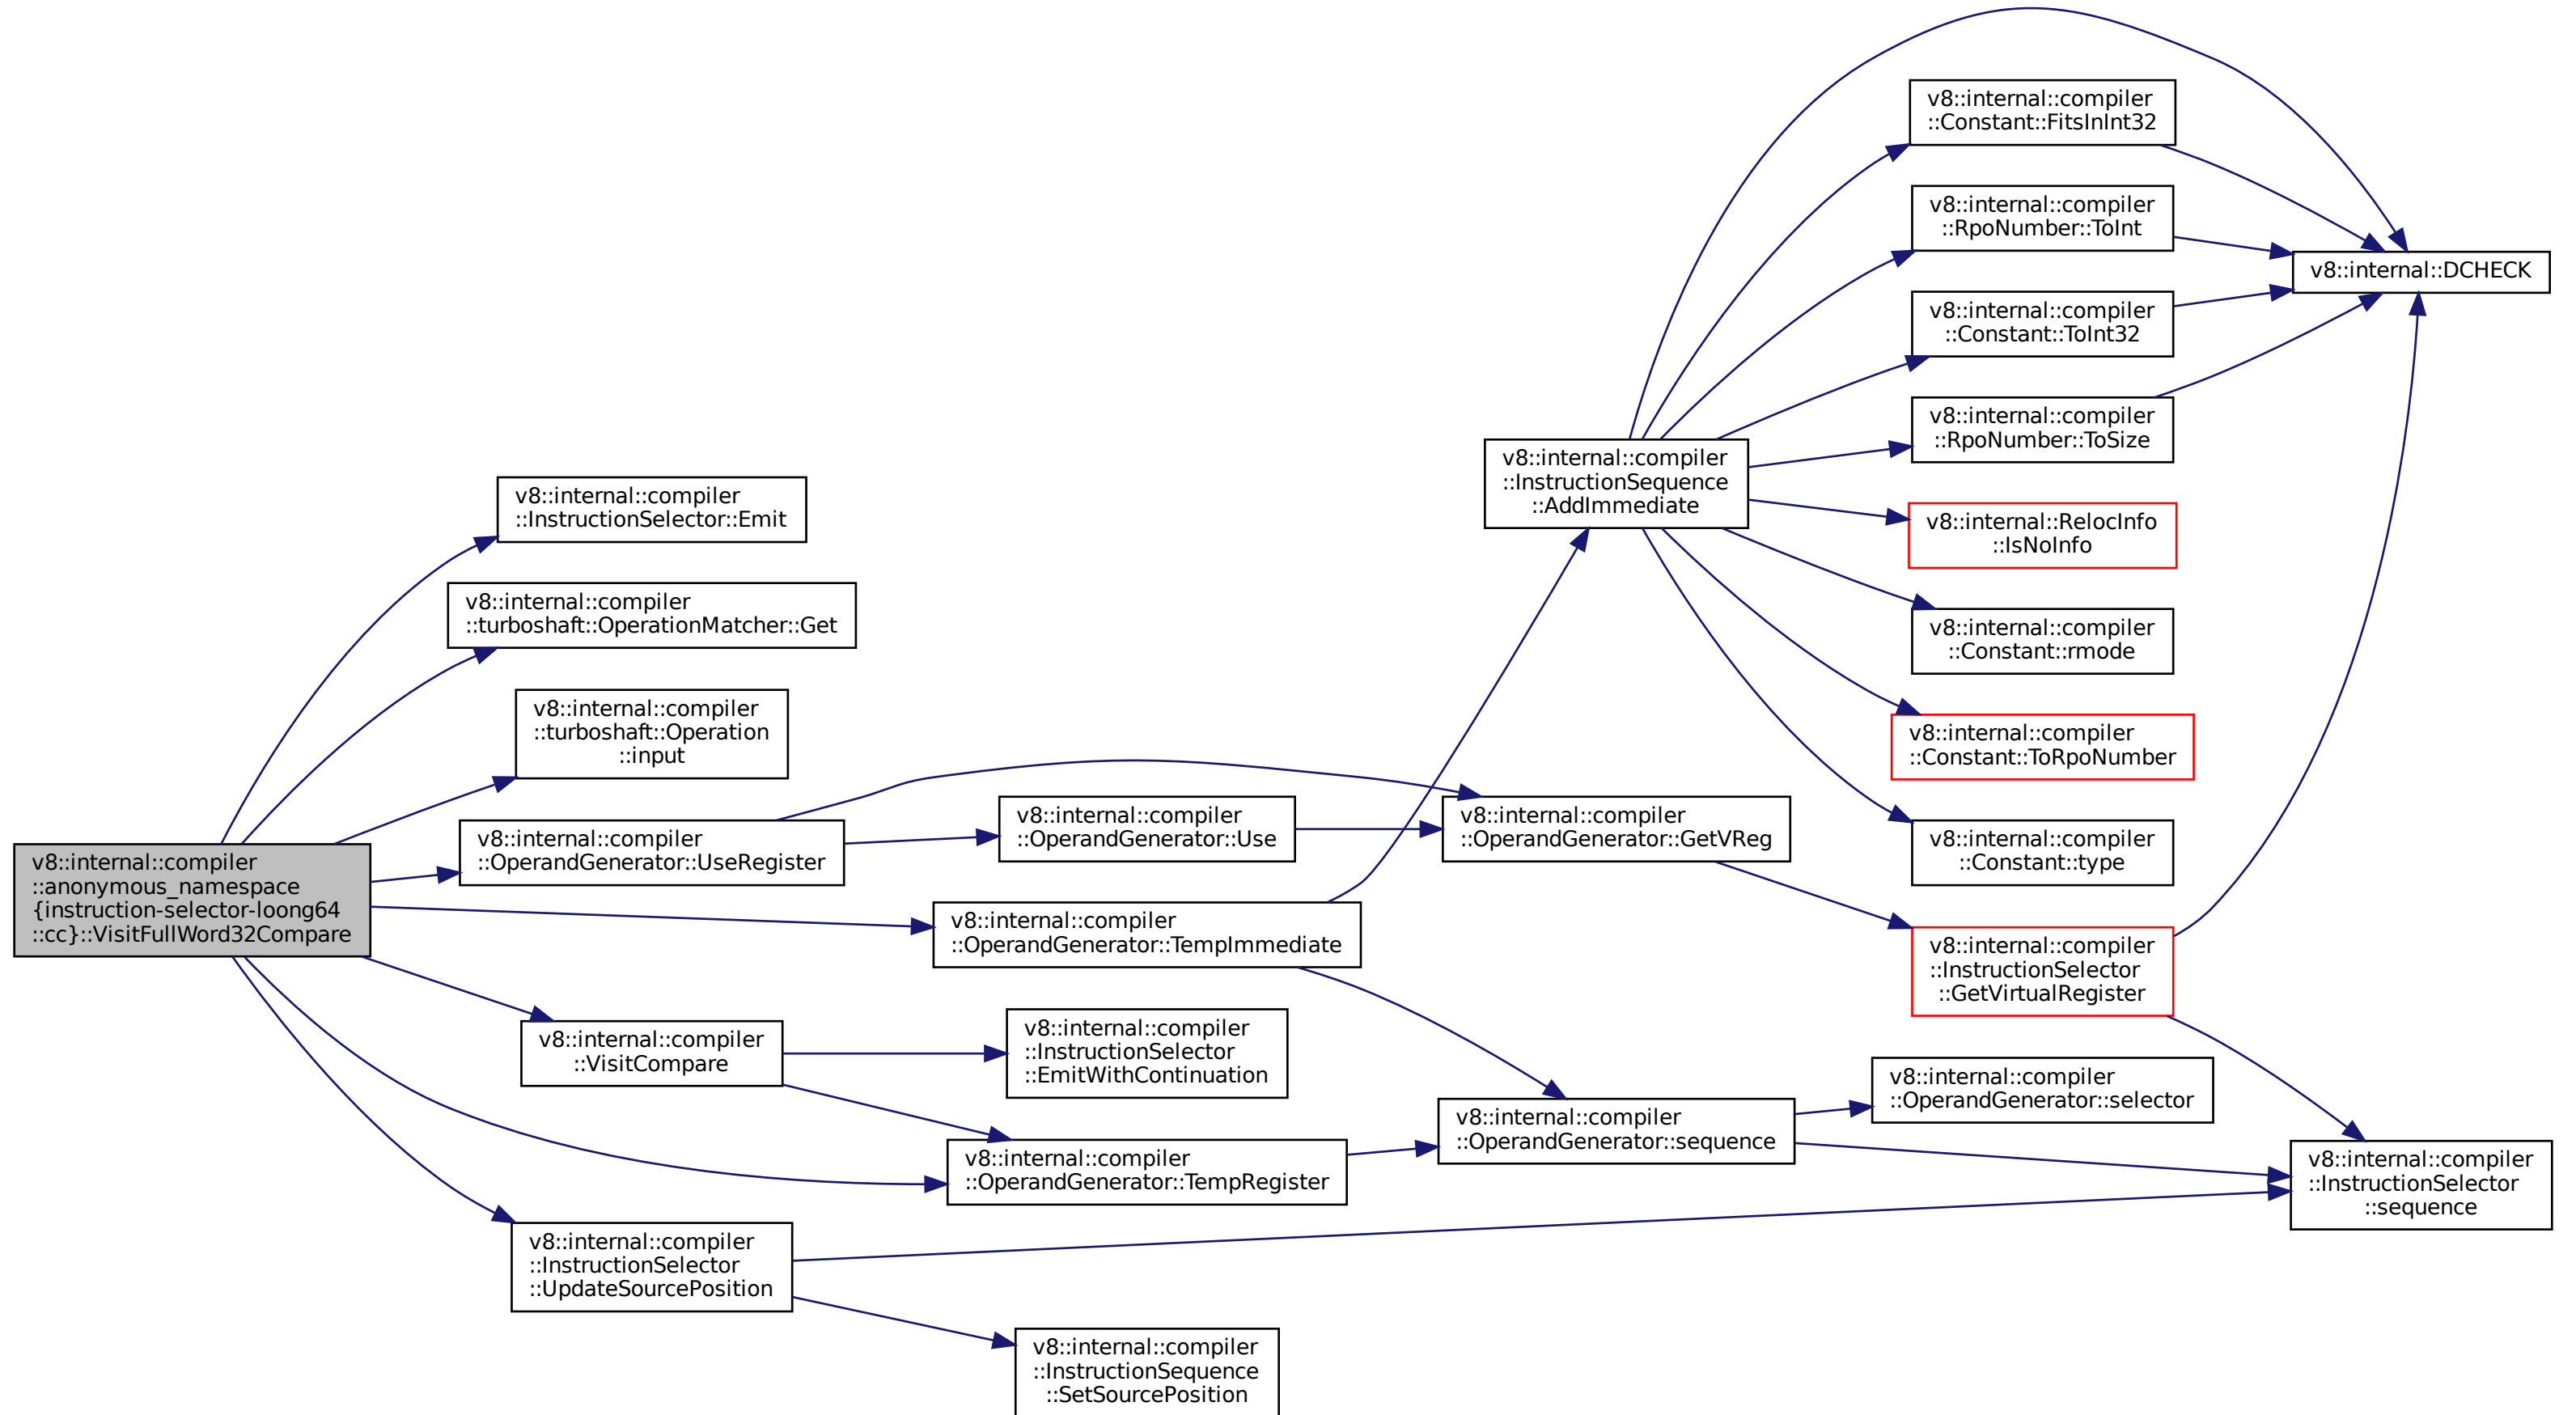 v8::internal::compiler
::anonymous_namespace
{instruction-selector-loong64
::cc}::VisitFullWord32Compare
v8::internal::compiler
::InstructionSelector::Emit
v8::internal::compiler
::turboshaft::OperationMatcher::Get
v8::internal::compiler
::turboshaft::Operation
::input
v8::internal::compiler
::OperandGenerator::UseRegister
v8::internal::compiler
::OperandGenerator::TempImmediate
v8::internal::compiler
::VisitCompare
v8::internal::compiler
::OperandGenerator::TempRegister
v8::internal::compiler
::InstructionSelector
::UpdateSourcePosition
v8::internal::compiler
::OperandGenerator::Use
v8::internal::compiler
::InstructionSelector
::EmitWithContinuation
v8::internal::compiler
::InstructionSequence
::SetSourcePosition
v8::internal::compiler
::InstructionSequence
::AddImmediate
v8::internal::compiler
::OperandGenerator::GetVReg
v8::internal::compiler
::OperandGenerator::sequence
v8::internal::compiler
::Constant::FitsInInt32
v8::internal::compiler
::RpoNumber::ToInt
v8::internal::compiler
::Constant::ToInt32
v8::internal::compiler
::RpoNumber::ToSize
v8::internal::RelocInfo
::IsNoInfo
v8::internal::compiler
::Constant::rmode
v8::internal::compiler
::Constant::ToRpoNumber
v8::internal::compiler
::Constant::type
v8::internal::compiler
::InstructionSelector
::GetVirtualRegister
v8::internal::compiler
::OperandGenerator::selector
v8::internal::DCHECK
v8::internal::compiler
::InstructionSelector
::sequence